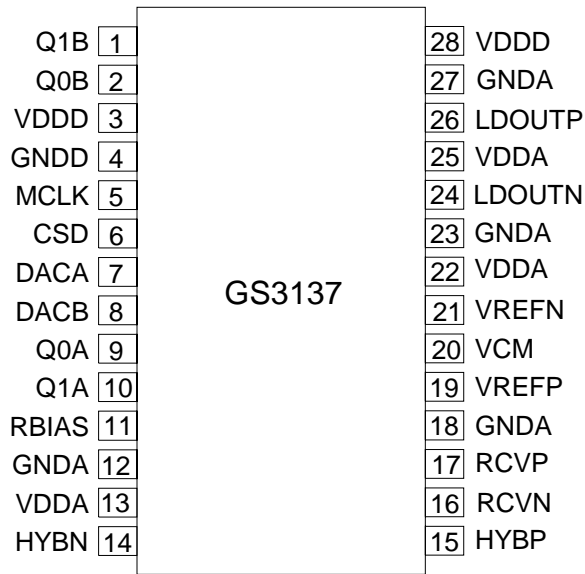 Q1B 1 28 VDDD
Q0B 2 27 GNDA
VDDD 3 26 LDOUTP
GNDD 4 25 VDDA
MCLK 5 24 LDOUTN
CSD 6 23 GNDA
DACA 7 22 VDDA
GS3137
DACB 8 21 VREFN
Q0A 9 20 VCM
Q1A 10 19 VREFP
RBIAS 11 18 GNDA
GNDA 12 17 RCVP
VDDA 13 16 RCVN
HYBN 14 15 HYBP